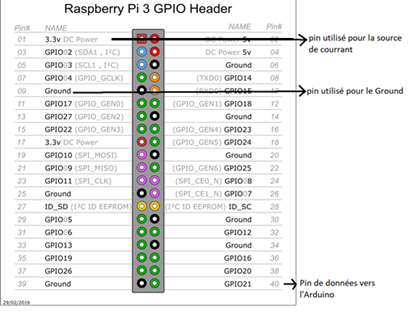 Raspberry Pi 3 GPIO Header
Pin# NAME NAME Pin#
01 3.3v DC Power DC Power 5v 02
03 GPIO02 (SDA1 , I²C) DC Power 5v 04
05 GPIO03 (SCL1 , I²C) Ground 06
07 GPIO04 (GPIO_GCLK) (TXD0) GPIO14 08
09 Ground (RXD0) GPIO15 10
11 GPIO17 (GPIO_GEN0) (GPIO_GEN1) GPIO18 12
13 GPIO27 (GPIO_GEN2) Ground 14
15 GPIO22 (GPIO_GEN3) (GPIO_GEN4) GPIO23 16
17 3.3v DC Power (GPIO_GEN5) GPIO24 18
19 GPIO10 (SPI_MOSI) Ground 20
21 GPIO09 (SPI_MISO) (GPIO_GEN6) GPIO25 22
23 GPIO11 (SPI_CLK) (SPI_CE0_N) GPIO08 24
25 Ground (SPI_CE1_N) GPIO07 26
27 ID_SD (I²C ID EEPROM) (I²C ID EEPROM) ID_SC 28
29 GPIO05 Ground 30
31 GPIO06 GPIO12 32
33 GPIO13 Ground 34
35 GPIO19 GPIO16 36
37 GPIO26 GPIO20 38
39 Ground GPIO21 40
29/02/2016
pin utilisé pour la source
de courrant
pin utilisé pour le Ground
Pin de données vers
l'Arduino